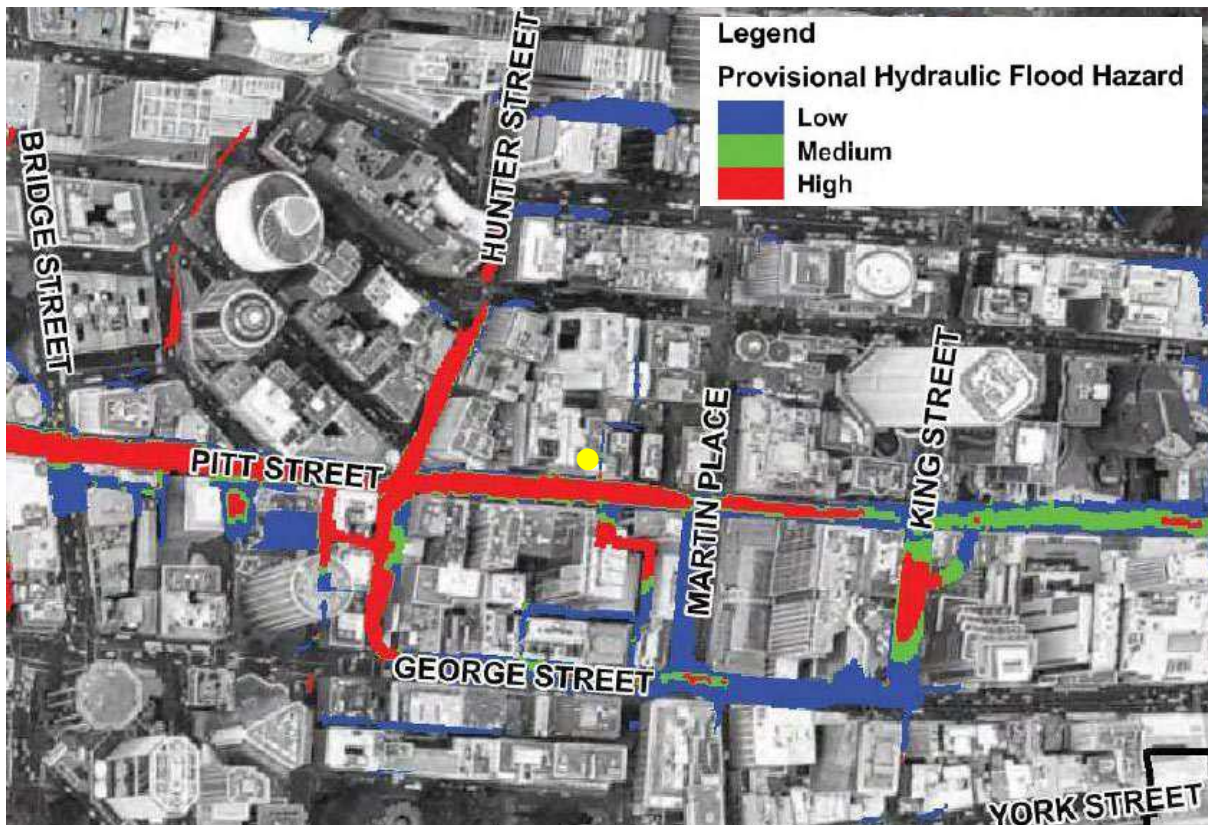 Legend
Provisional Hydraulic Flood Hazard
Low
Medium
High
BRIDGE STREET
HUNTER STREET
PITT STREET
MARTIN PLACE
KING STREET
GEORGE STREET
YORK STREET